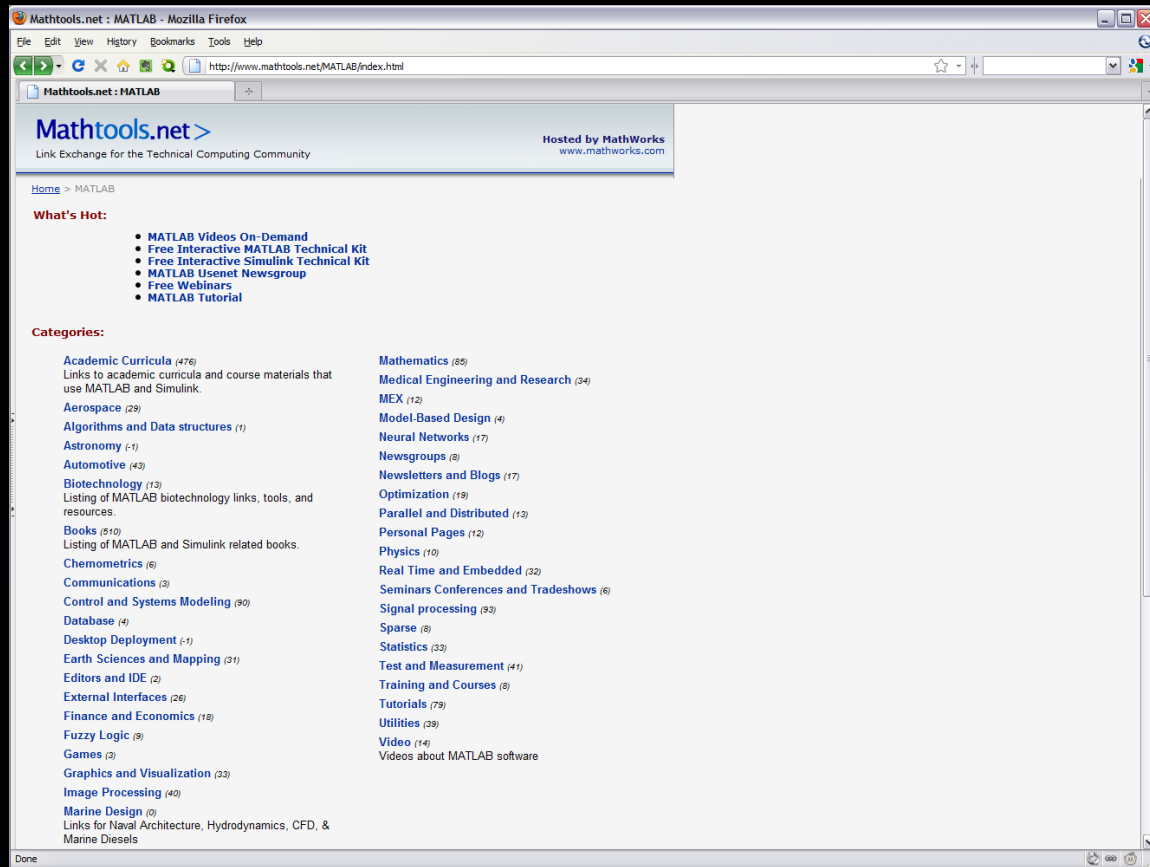 Mathtools.net : MATLAB - Mozilla Firefox
File Edit View History Bookmarks Tools Help
http://www.mathtools.net/MATLAB/index.html
Mathtools.net : MATLAB
Mathtools.net >
Link Exchange for the Technical Computing Community
Hosted by MathWorks
www.mathworks.com
Home > MATLAB
What's Hot:
MATLAB Videos On-Demand
Free Interactive MATLAB Technical Kit
Free Interactive Simulink Technical Kit
MATLAB Usenet Newsgroup
Free Webinars
MATLAB Tutorial
Categories:
Academic Curricula (476)
Links to academic curricula and course materials that
use MATLAB and Simulink.
Aerospace (29)
Algorithms and Data structures (1)
Astronomy (-1)
Automotive (43)
Biotechnology (13)
Listing of MATLAB biotechnology links, tools, and
resources.
Books (510)
Listing of MATLAB and Simulink related books.
Chemometrics (6)
Communications (3)
Control and Systems Modeling (90)
Database (4)
Desktop Deployment (-1)
Earth Sciences and Mapping (31)
Editors and IDE (2)
External Interfaces (26)
Finance and Economics (18)
Fuzzy Logic (9)
Games (3)
Graphics and Visualization (33)
Image Processing (40)
Marine Design (0)
Links for Naval Architecture, Hydrodynamics, CFD, &
Marine Diesels
Mathematics (85)
Medical Engineering and Research (34)
MEX (12)
Model-Based Design (4)
Neural Networks (17)
Newsgroups (8)
Newsletters and Blogs (17)
Optimization (19)
Parallel and Distributed (13)
Personal Pages (12)
Physics (10)
Real Time and Embedded (32)
Seminars Conferences and Tradeshows (6)
Signal processing (93)
Sparse (8)
Statistics (33)
Test and Measurement (41)
Training and Courses (8)
Tutorials (79)
Utilities (39)
Video (14)
Videos about MATLAB software
Done